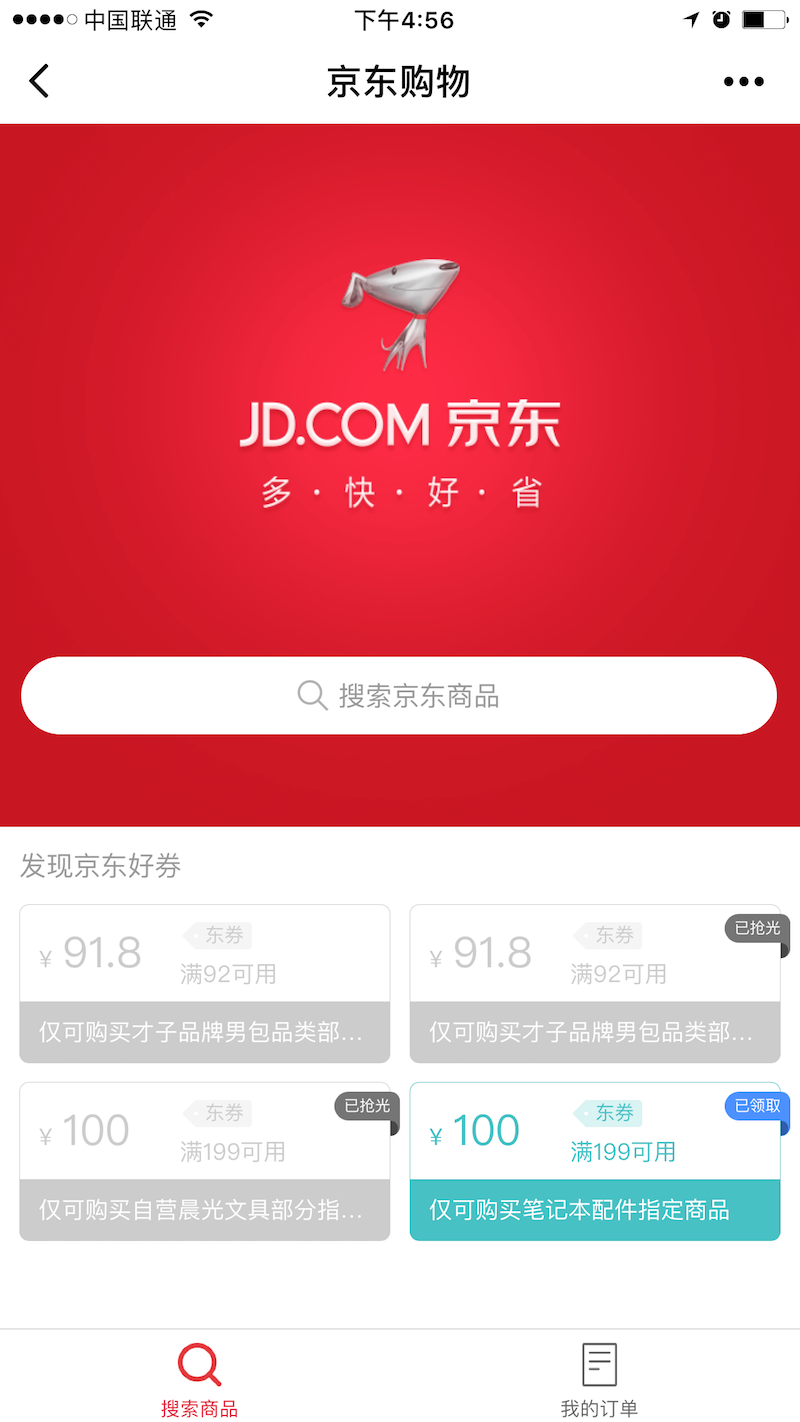 中国联通
下午4:56
京东购物
JD.COM 京东
多·快·好·省
搜索京东商品
发现京东好券
¥ 91.8
东券
满92可用
仅可购买才子品牌男包品类部...
¥ 91.8
东券
满92可用
已抢光
仅可购买才子品牌男包品类部...
¥ 100
东券
满199可用
已抢光
仅可购买自营晨光文具部分指...
¥ 100
东券
满199可用
已领取
仅可购买笔记本配件指定商品
搜索商品
我的订单